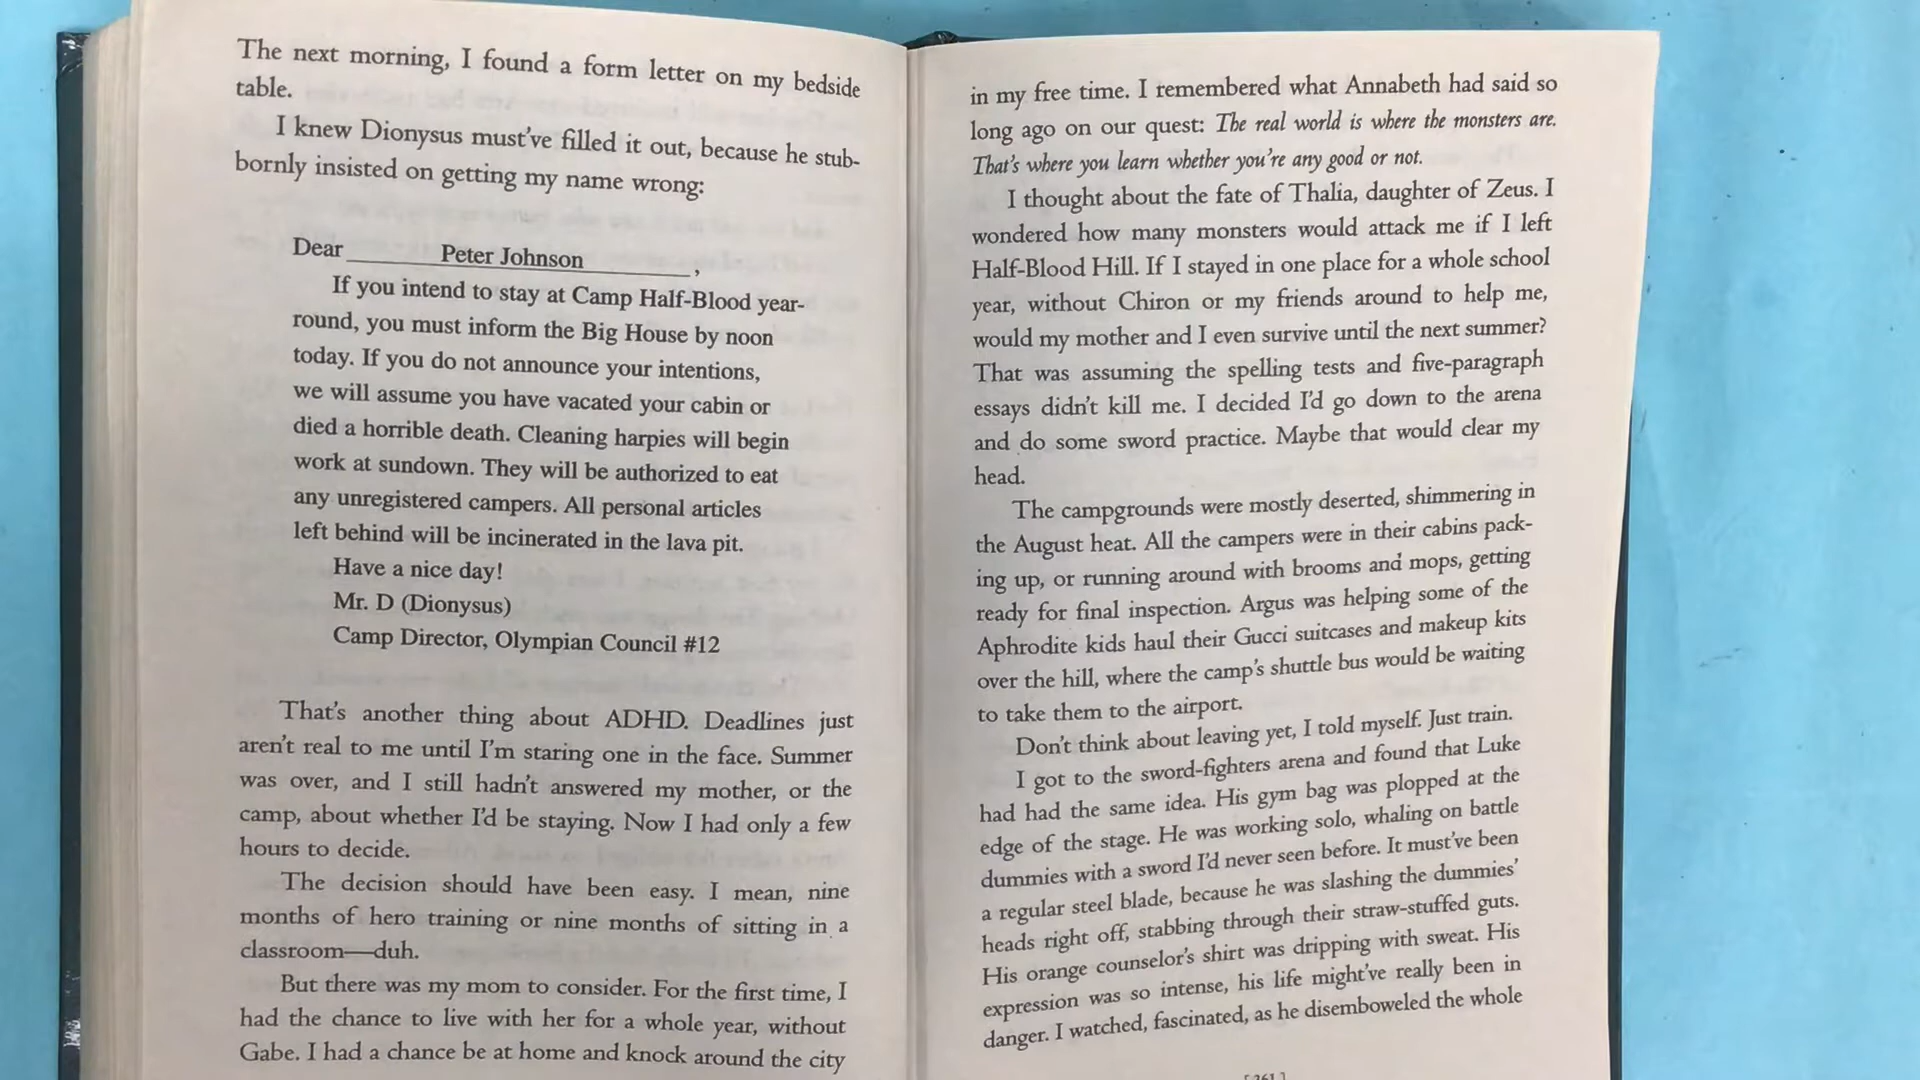 The next morning, I found a form letter on my bedside
table.
I knew Dionysus must've filled it out, because he stub-
bornly insisted on getting my name wrong:
Dear Peter Johnson,
If you intend to stay at Camp Half-Blood year-
round, you must inform the Big House by noon
today. If you do not announce your intentions,
we will assume you have vacated your cabin or
died a horrible death. Cleaning harpies will begin
work at sundown. They will be authorized to eat
any unregistered campers. All personal articles
left behind will be incinerated in the lava pit.
Have a nice day!
Mr. D (Dionysus)
Camp Director, Olympian Council #12
That's another thing about ADHD. Deadlines just
aren't real to me until I'm staring one in the face. Summer
was over, and I still hadn't answered my mother, or the
camp, about whether I'd be staying. Now I had only a few
hours to decide.
The decision should have been easy. I mean, nine
months of hero training or nine months of sitting in a
classroom—duh.
But there was my mom to consider. For the first time, I
had the chance to live with her for a whole year, without
Gabe. I had a chance be at home and knock around the city
in my free time. I remembered what Annabeth had said so
long ago on our quest: The real world is where the monsters are.
That's where you learn whether you're any good or not.
I thought about the fate of Thalia, daughter of Zeus. I
wondered how many monsters would attack me if I left
Half-Blood Hill. If I stayed in one place for a whole school
year, without Chiron or my friends around to help me,
would my mother and I even survive until the next summer?
That was assuming the spelling tests and five-paragraph
essays didn't kill me. I decided I'd go down to the arena
and do some sword practice. Maybe that would clear my
head.
The campgrounds were mostly deserted, shimmering in
the August heat. All the campers were in their cabins pack-
ing up, or running around with brooms and mops, getting
ready for final inspection. Argus was helping some of the
Aphrodite kids haul their Gucci suitcases and makeup kits
over the hill, where the camp's shuttle bus would be waiting
to take them to the airport.
Don't think about leaving yet, I told myself. Just train.
I got to the sword-fighters arena and found that Luke
had had the same idea. His gym bag was plopped at the
edge of the stage. He was working solo, whaling on battle
dummies with a sword I'd never seen before. It must've been
a regular steel blade, because he was slashing the dummies'
heads right off, stabbing through their straw-stuffed guts.
His orange counselor's shirt was dripping with sweat. His
expression was so intense, his life might've really been in
danger. I watched, fascinated, as he disemboweled the whole
[361]